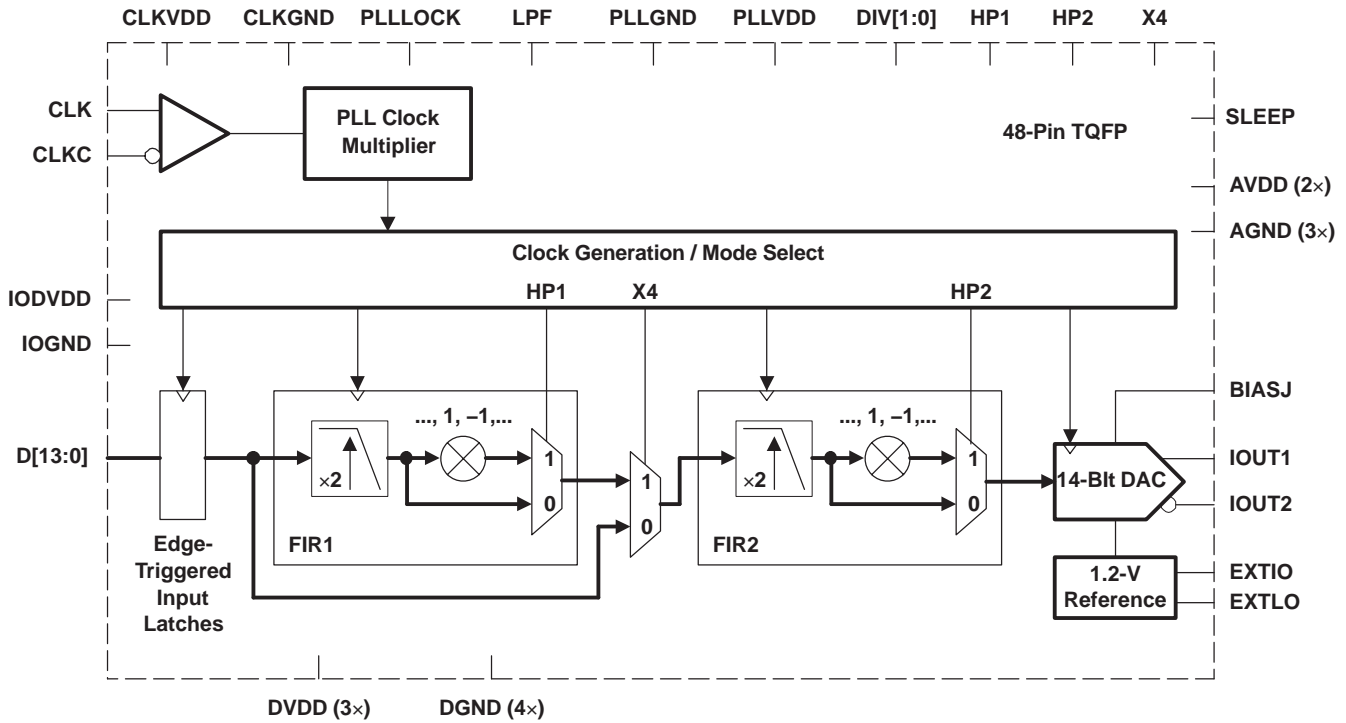 CLKVDD CLKGND PLLLOCK LPF PLLGND PLLVDD DIV[1:0] HP1 HP2 X4
CLK
CLKC
PLL Clock
Multiplier
48-Pin TQFP
SLEEP
AVDD (2×)
AGND (3×)
Clock Generation / Mode Select
HP1 X4 HP2
IODVDD
IOGND
BIASJ
..., 1, –1,...
..., 1, –1,...
D[13:0]
×2
1
0
1
0
×2
1
0
14-BIt DAC
IOUT1
IOUT2
FIR1
FIR2
Edge-
Triggered
Input
Latches
1.2-V
Reference
EXTIO
EXTLO
DVDD (3×) DGND (4×)